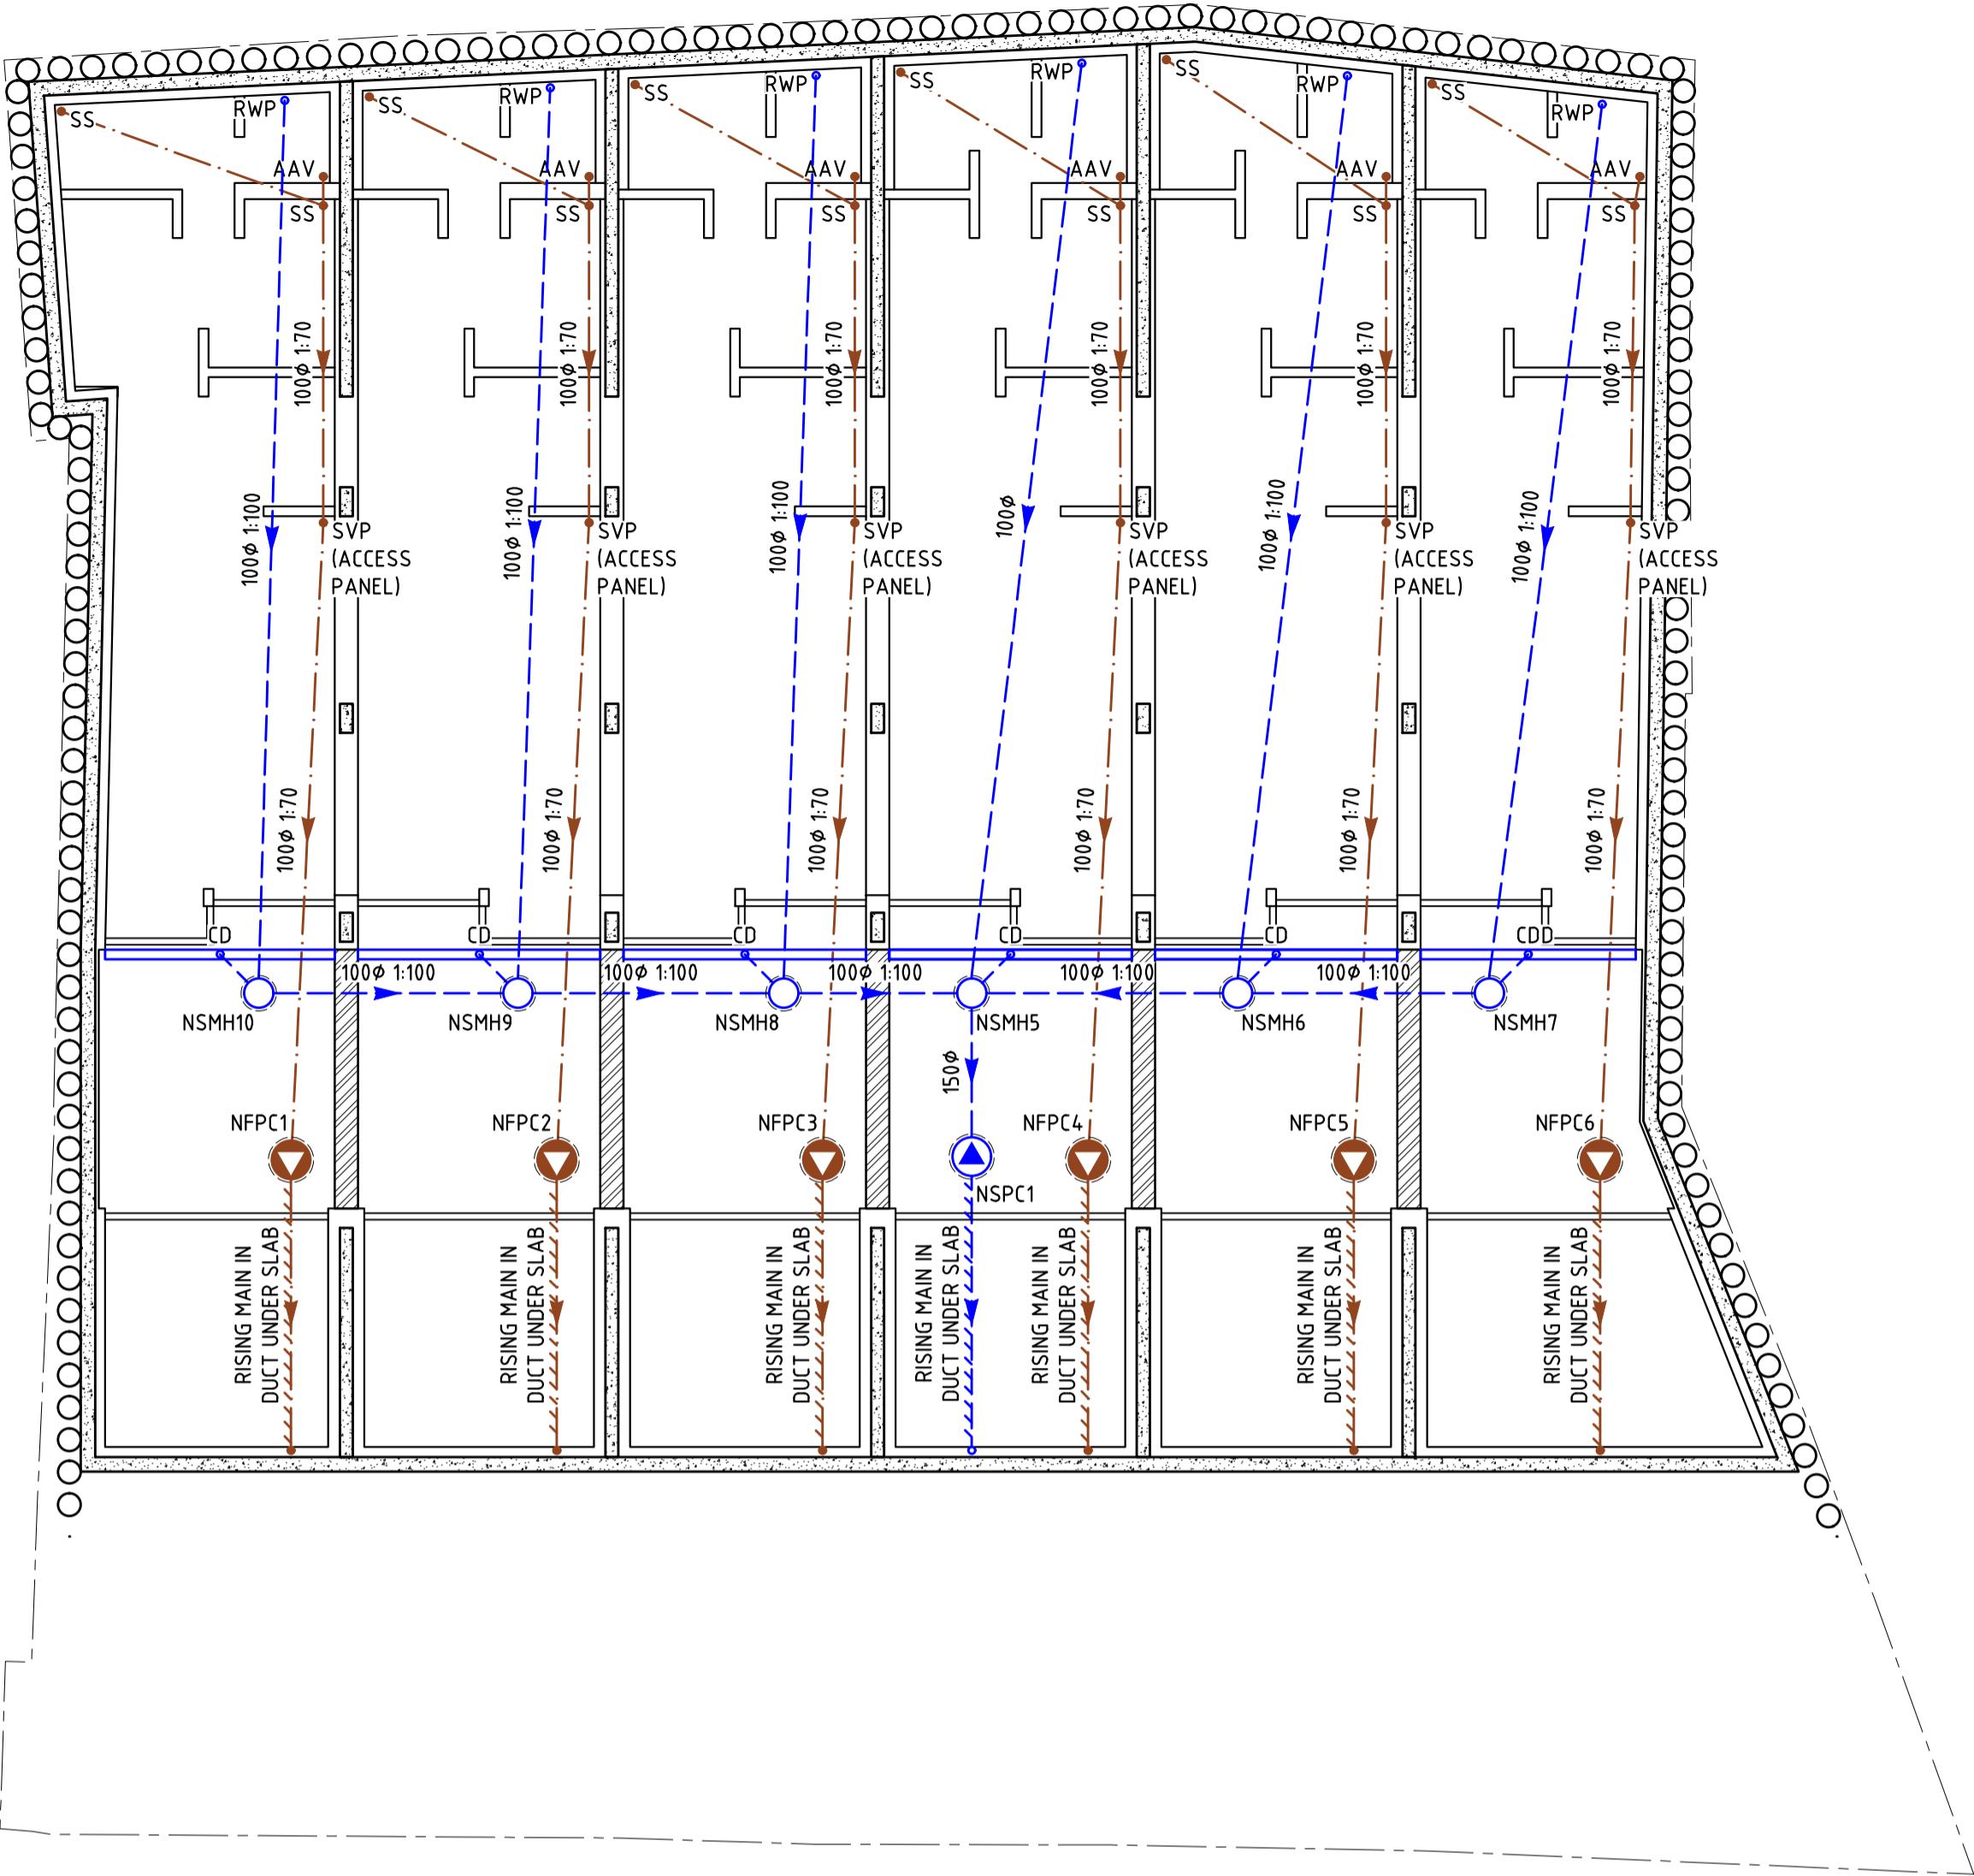 RWP
RWP
RWP
RWP
RWP
RWP
SS
SS
SS
SS
SS
SS
AAV
AAV
AAV
AAV
AAV
AAV
SS
SS
SS
SS
SS
SS
100Ø 1:70
100Ø 1:70
100Ø 1:70
100Ø 1:70
100Ø 1:70
100Ø 1:70
100Ø 1:100
100Ø 1:100
100Ø 1:100
100Ø
100Ø 1:100
100Ø 1:100
SVP
(ACCESS
PANEL)
SVP
(ACCESS
PANEL)
SVP
(ACCESS
PANEL)
SVP
(ACCESS
PANEL)
SVP
(ACCESS
PANEL)
SVP
(ACCESS
PANEL)
100Ø 1:70
100Ø 1:70
100Ø 1:70
100Ø 1:70
100Ø 1:70
100Ø 1:70
CD
CD
CD
CD
CD
CDD
100Ø 1:100
100Ø 1:100
100Ø 1:100
100Ø 1:100
100Ø 1:100
NSMH10
NSMH9
NSMH8
NSMH5
NSMH6
NSMH7
150Ø
NFPC1
NFPC2
NFPC3
NFPC4
NFPC5
NFPC6
NSPC1
RISING MAIN IN
DUCT UNDER SLAB
RISING MAIN IN
DUCT UNDER SLAB
RISING MAIN IN
DUCT UNDER SLAB
RISING MAIN IN
DUCT UNDER SLAB
RISING MAIN IN
DUCT UNDER SLAB
RISING MAIN IN
DUCT UNDER SLAB
RISING MAIN IN
DUCT UNDER SLAB